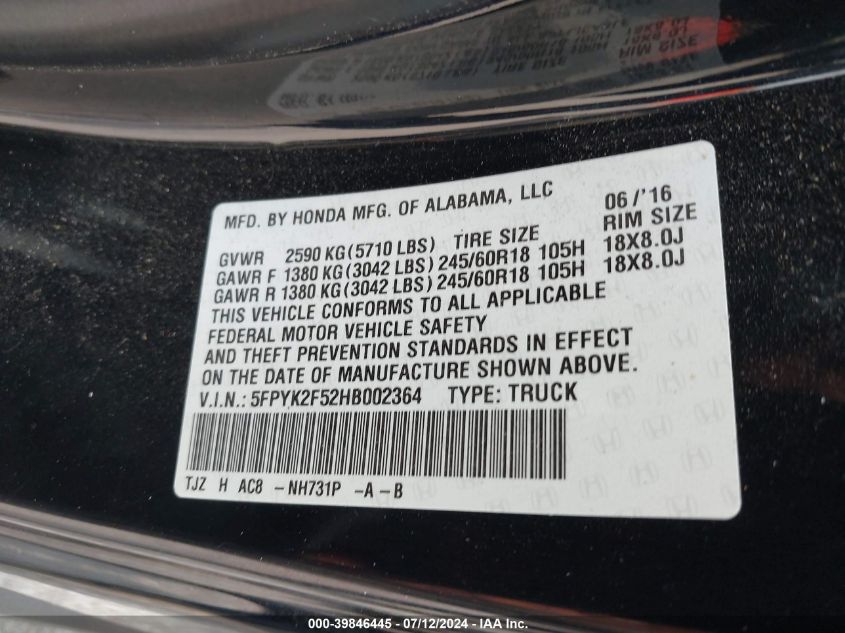 MFD. BY HONDA MFG. OF ALABAMA, LLC 06/'16
GVWR 2590 KG(5710 LBS) TIRE SIZE RIM SIZE
GAWR F 1380 KG(3042 LBS) 245/60R18 105H 18X8.0J
GAWR R 1380 KG(3042 LBS) 245/60R18 105H 18X8.0J
THIS VEHICLE CONFORMS TO ALL APPLICABLE
FEDERAL MOTOR VEHICLE SAFETY
AND THEFT PREVENTION STANDARDS IN EFFECT
ON THE DATE OF MANUFACTURE SHOWN ABOVE.
V.I.N.: 5FPYK2F52HB002364 TYPE: TRUCK
TJZ H AC8 -NH731P -A-B
000-39846445 - 07/12/2024 - IAA, Inc.